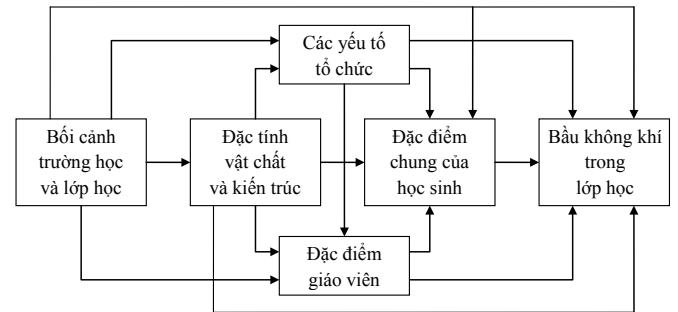 Các yếu tố
tổ chức
Bối cảnh
trường học
và lớp học
Đặc tính
vật chất
và kiến trúc
Đặc điểm
chung của
học sinh
Bầu không khí
trong
lớp học
Đặc điểm
giáo viên